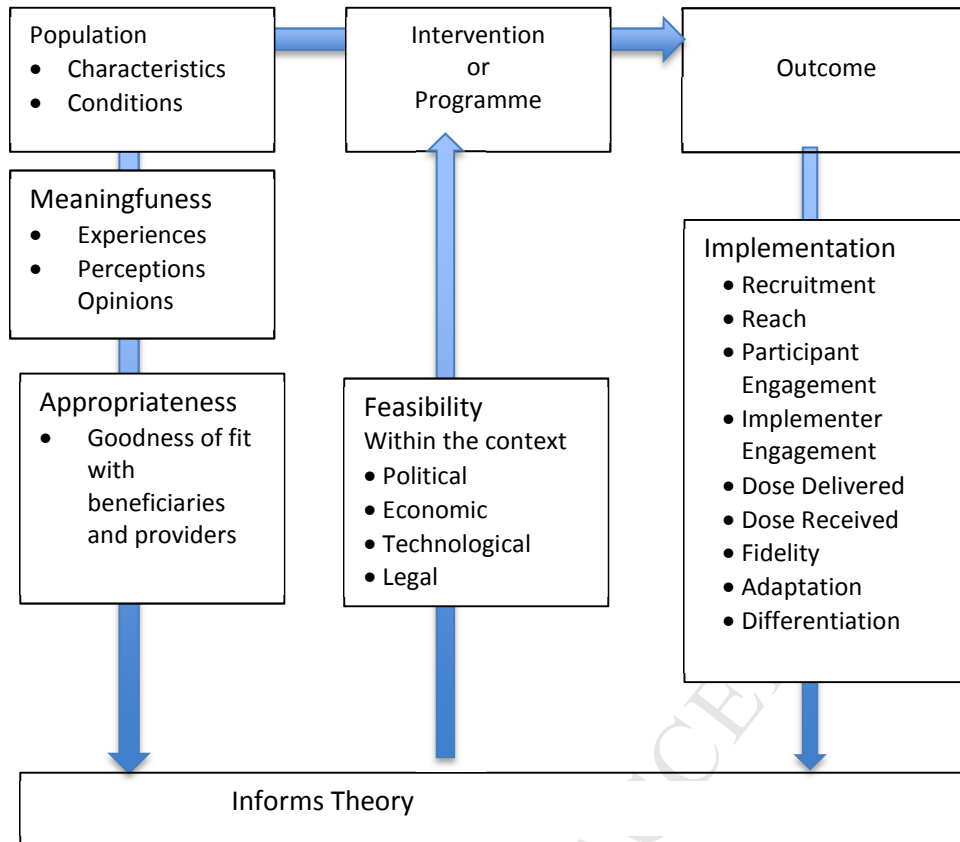 Population
• Characteristics
• Conditions
Intervention
or
Programme
Outcome
Meaningfuness
• Experiences
• Perceptions
Opinions
Appropriateness
• Goodness of fit
with
beneficiaries
and providers
Feasibility
Within the context
• Political
• Economic
• Technological
• Legal
Implementation
• Recruitment
• Reach
• Participant
Engagement
• Implementer
Engagement
• Dose Delivered
• Dose Received
• Fidelity
• Adaptation
• Differentiation
Informs Theory